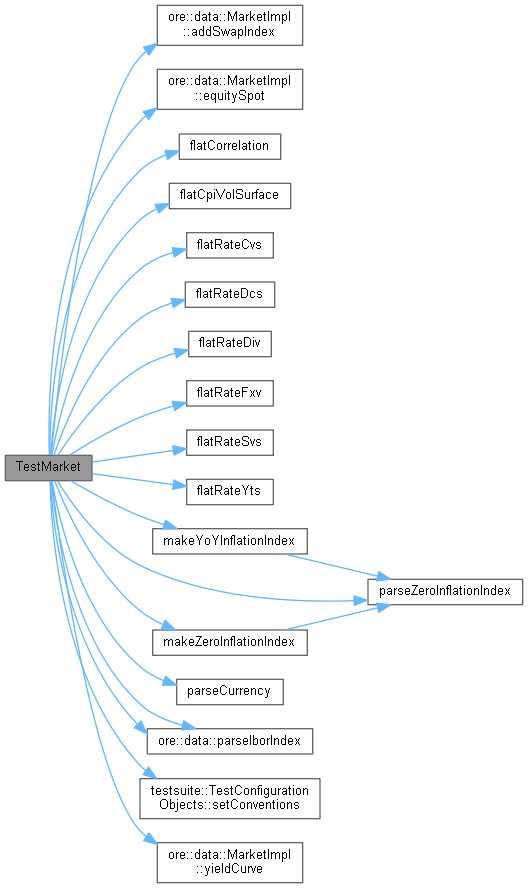 ore::data::MarketImpl
::addSwapIndex
ore::data::MarketImpl
::equitySpot
flatCorrelation
flatCpiVolSurface
flatRateCvs
flatRateDcs
flatRateDiv
flatRateFxv
flatRateSvs
TestMarket
flatRateYts
makeYoYInflationIndex
parseZeroInflationIndex
makeZeroInflationIndex
parseCurrency
ore::data::parseIborIndex
testsuite::TestConfiguration
Objects::setConventions
ore::data::MarketImpl
::yieldCurve